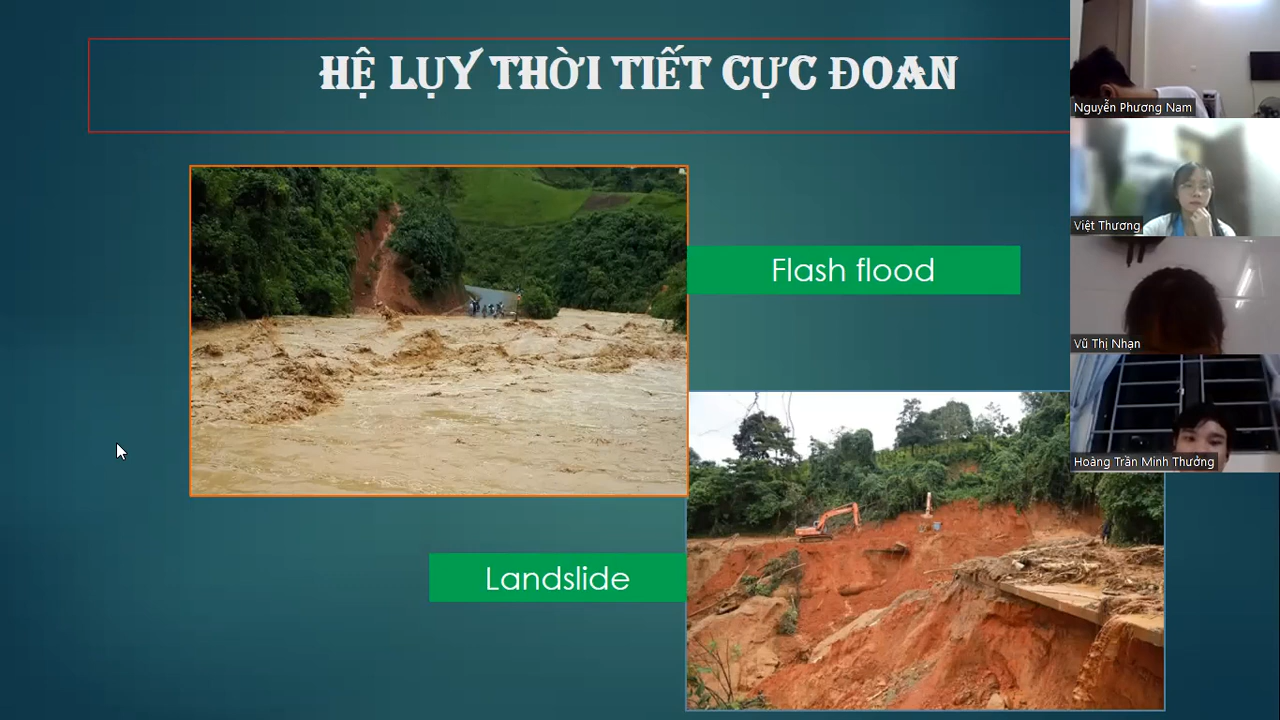 HỆ LỤY THỜI TIẾT CỰC ĐOAN
Flash flood
Landslide
Nguyễn Phương Nam
Việt Thương
Vũ Thị Nhạn
Hoàng Trần Minh Thưởng